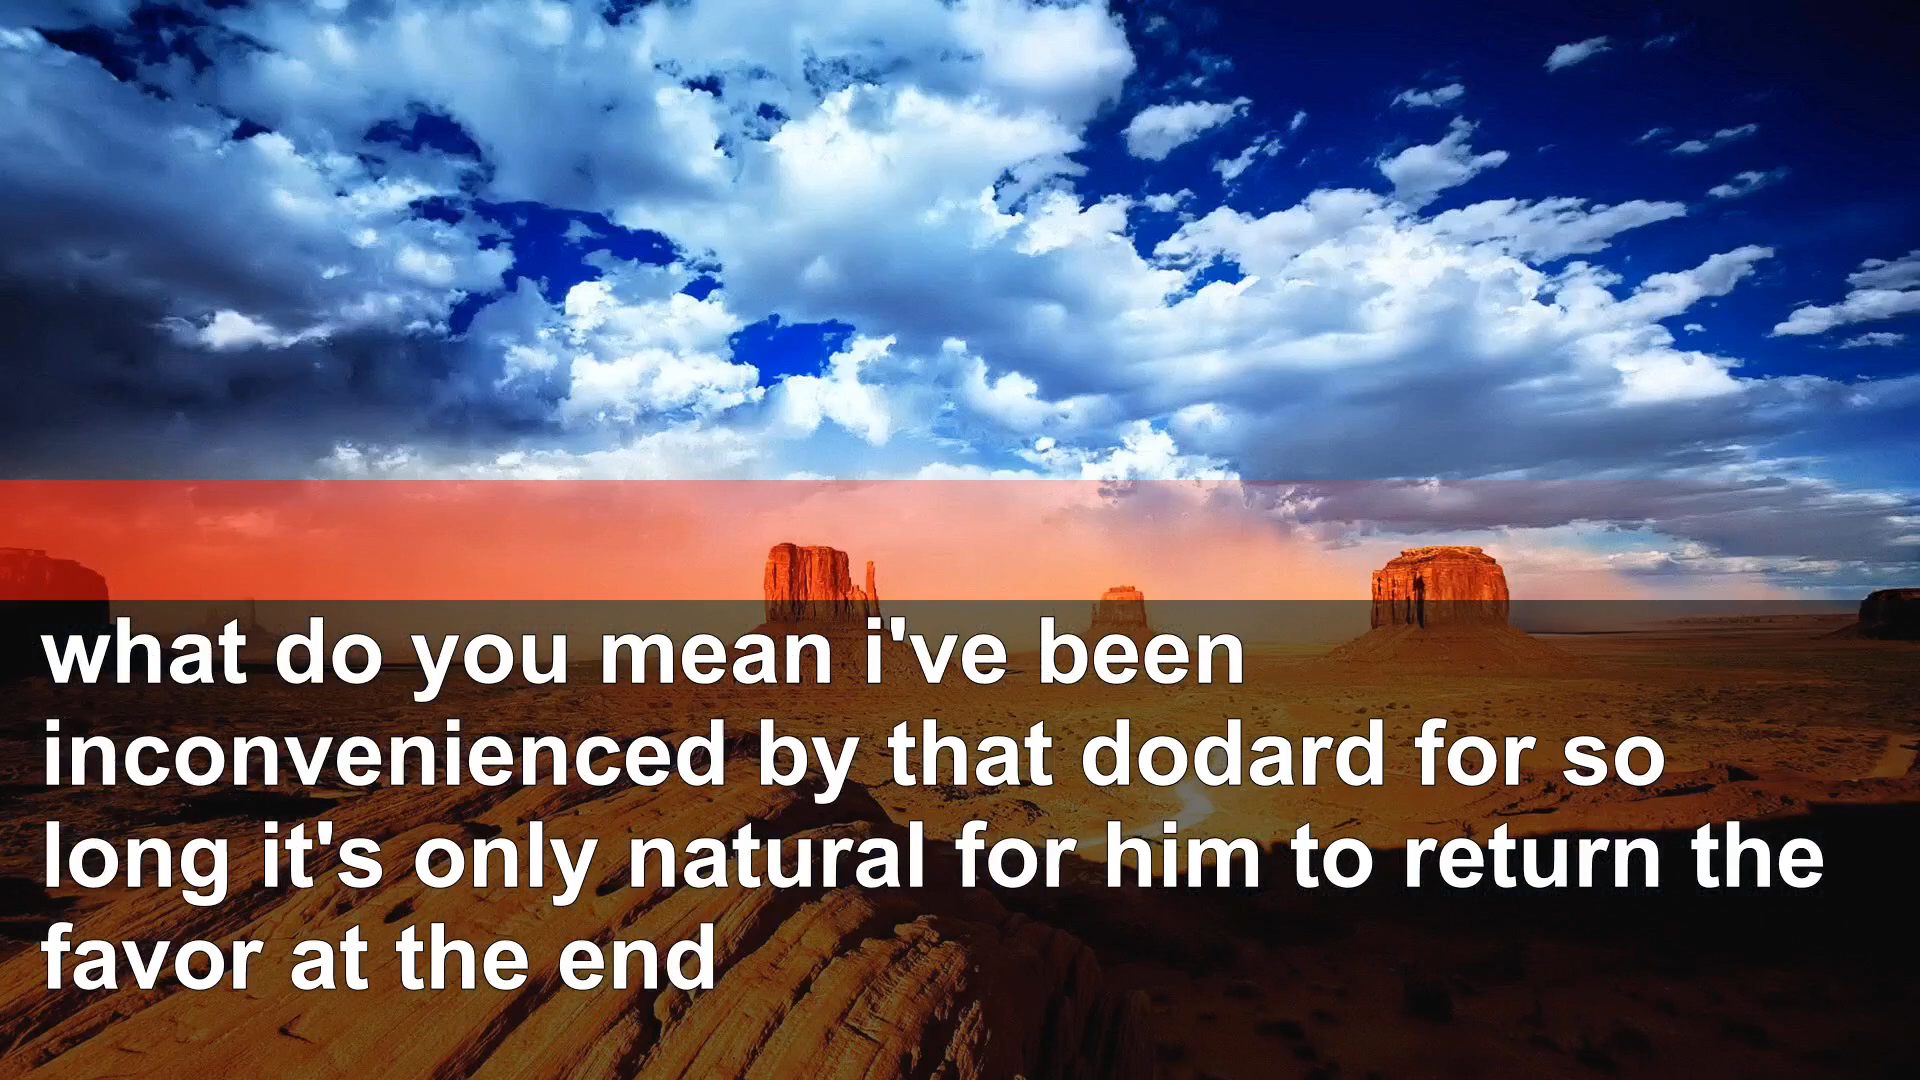 what do you mean i've been
inconvenienced by that dodard for so
long it's only natural for him to return the
favor at the end